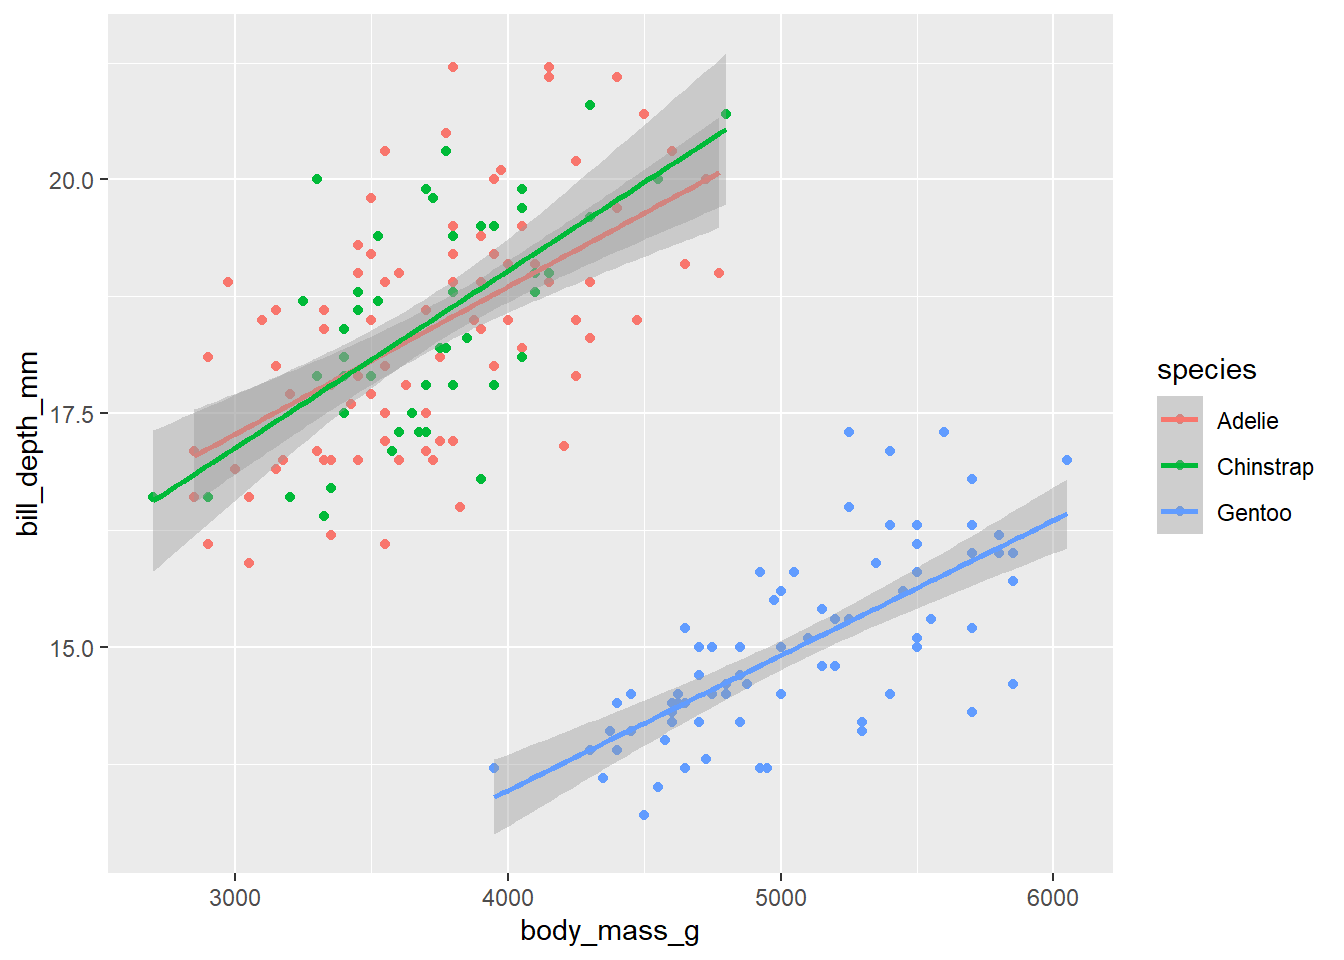 bill_depth_mm
20.0
17.5
15.0
3000
4000
5000
6000
body_mass_g
species
Adelie
Chinstrap
Gentoo